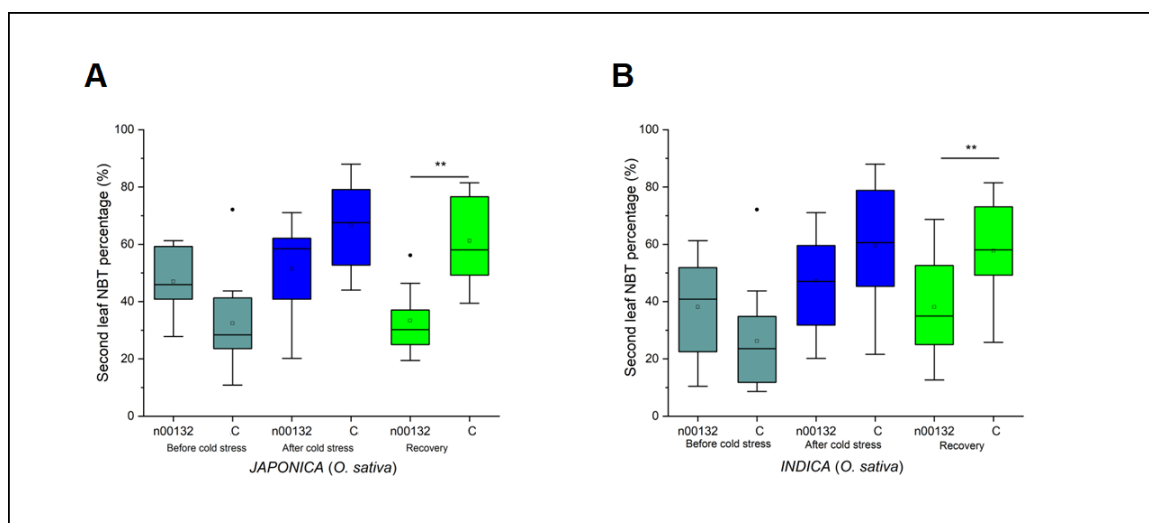 A
Second leaf NBT percentage (%)
100
80
60
40
20
0
**
n00132 C n00132 C n00132 C
Before cold stress After cold stress Recovery
JAPONICA (O. sativa)
B
Second leaf NBT percentage (%)
100
80
60
40
20
0
**
n00132 C n00132 C n00132 C
Before cold stress After cold stress Recovery
INDICA (O. sativa)